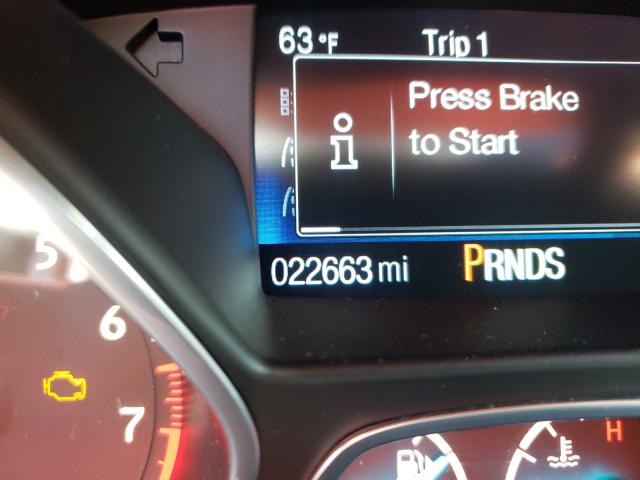 63°F Trip 1
Press Brake
to Start
022663 mi PRNDS
5
6
7
H